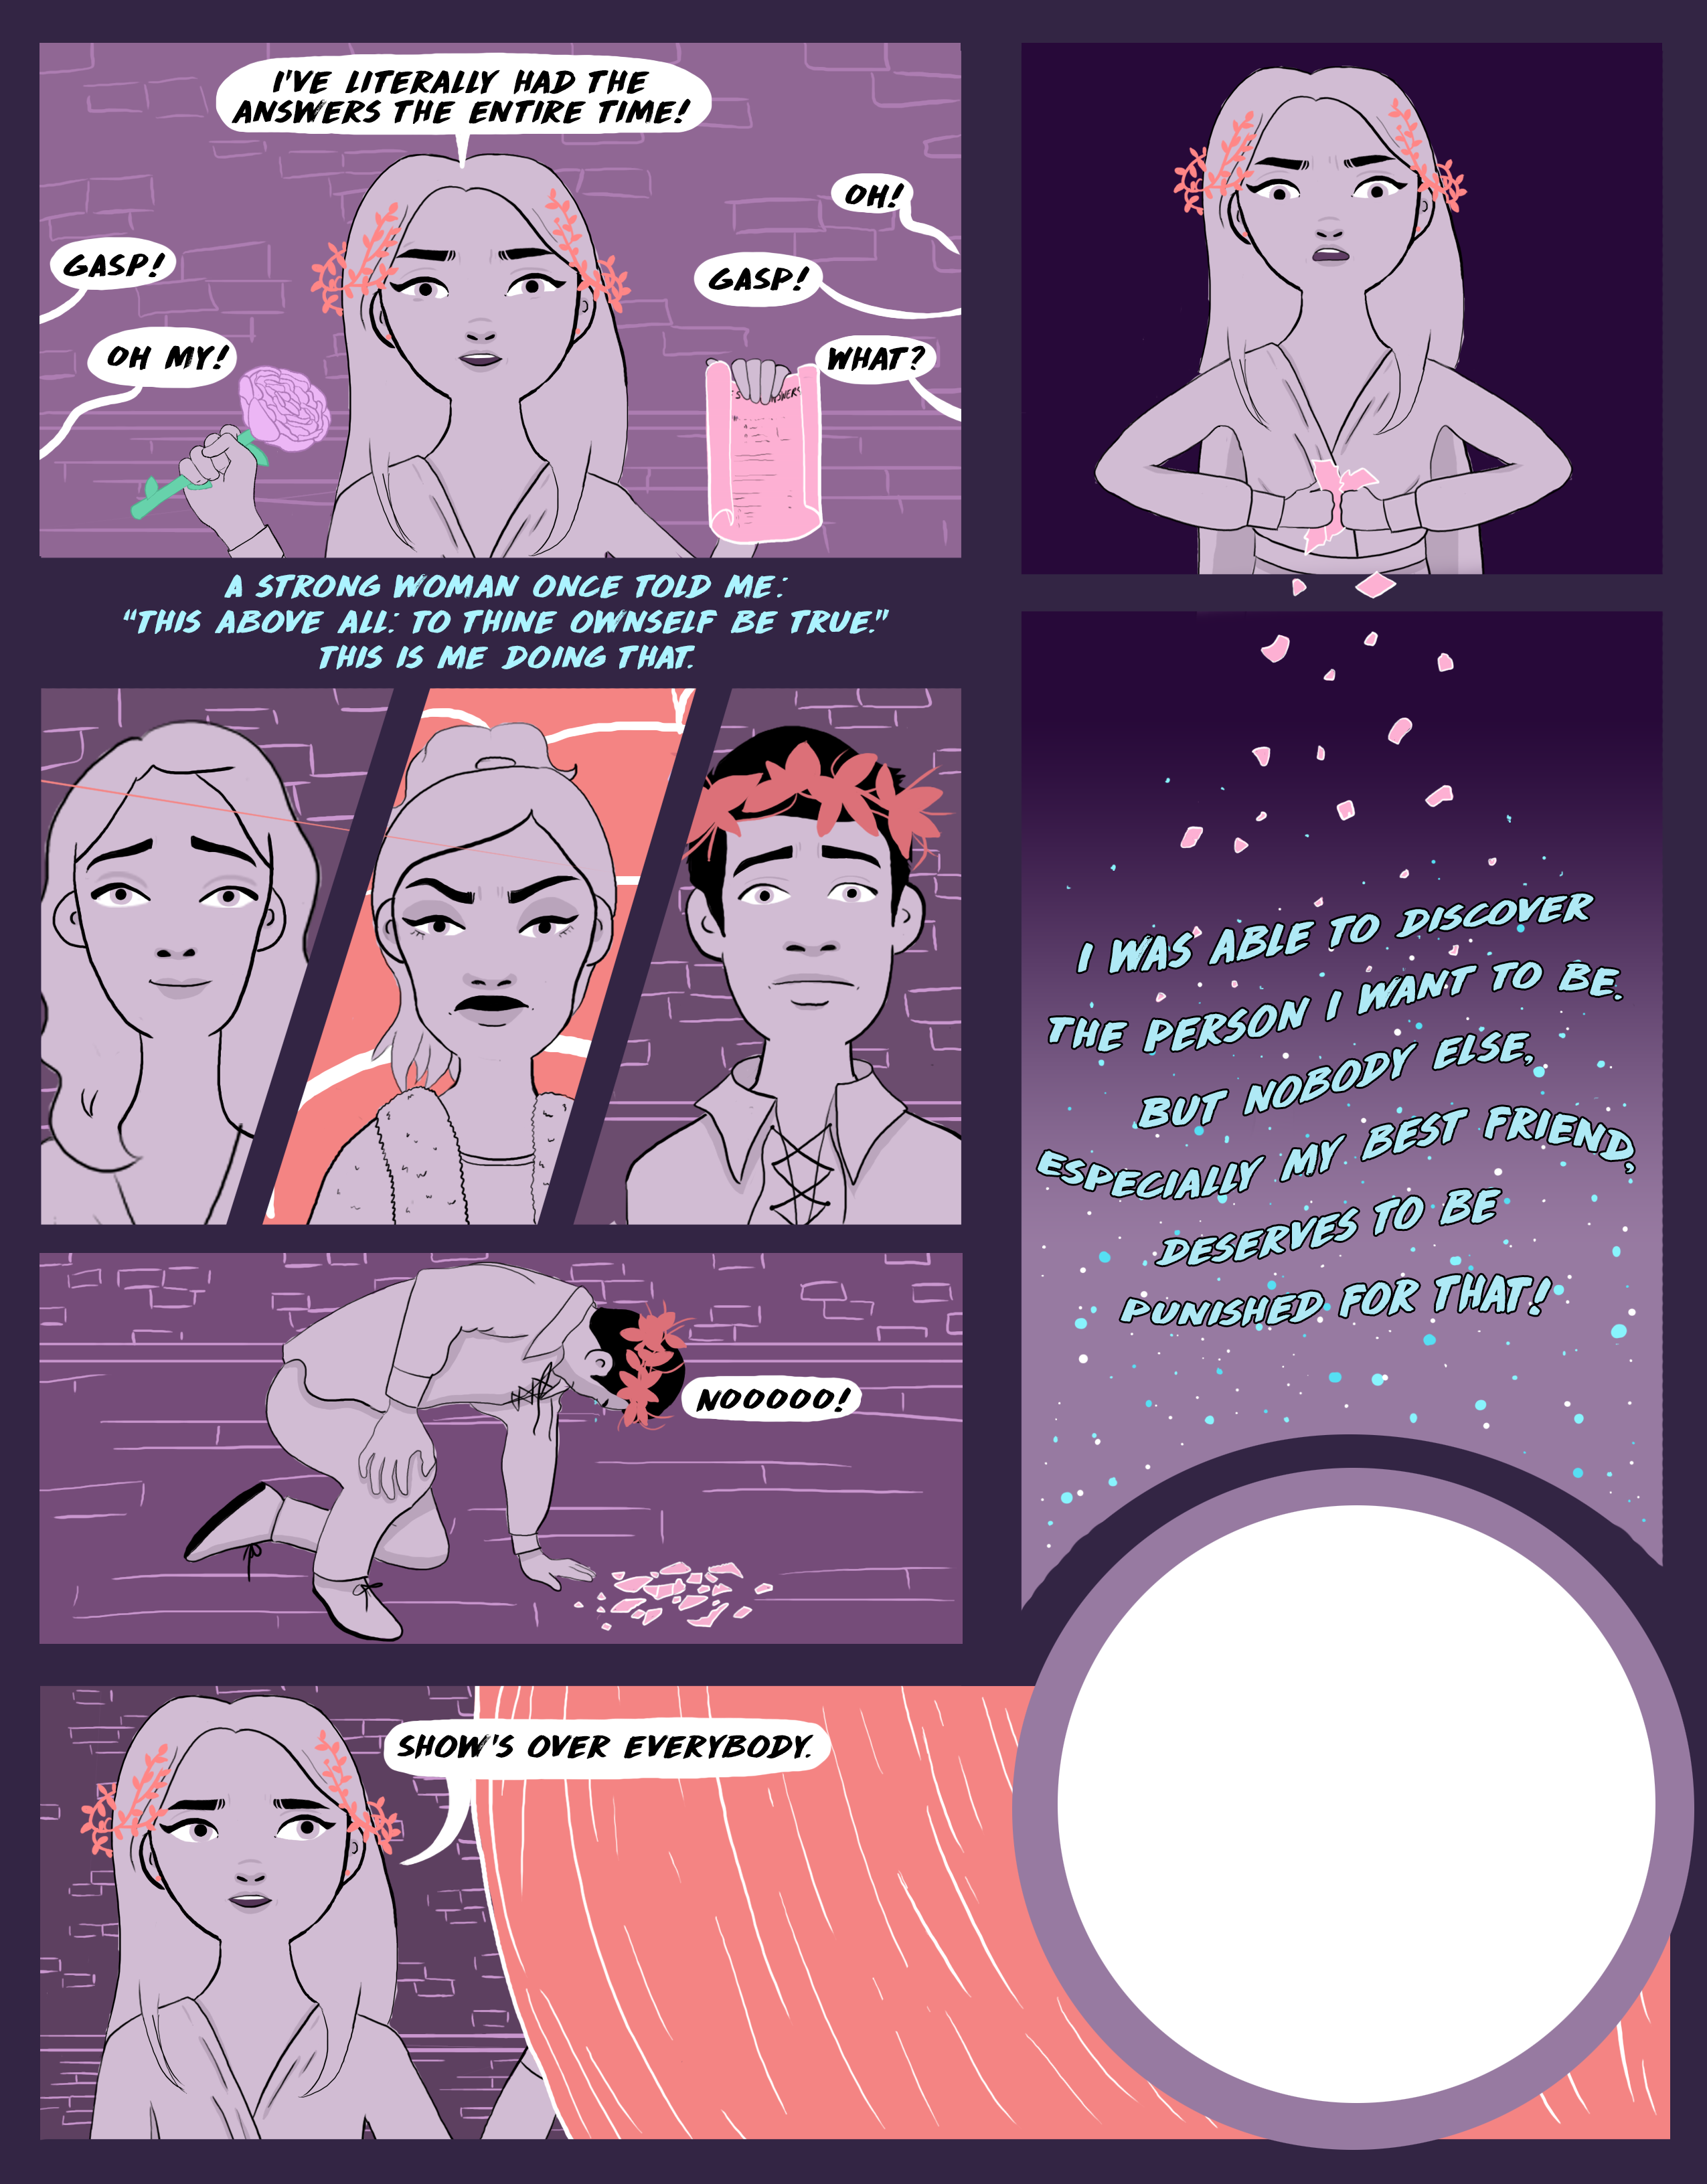 I'VE LITERALLY HAD THE
ANSWERS THE ENTIRE TIME!
OH!
GASP!
GASP!
OH MY!
WHAT?
A STRONG WOMAN ONCE TOLD ME:
"THIS ABOVE ALL: TO THINE OWNSELF BE TRUE."
THIS IS ME DOING THAT.
NOOOOO!
SHOW'S OVER EVERYBODY.
I WAS ABLE TO DISCOVER
THE PERSON I WANT TO BE.
BUT NOBODY ELSE,
ESPECIALLY MY BEST FRIEND,
DESERVES TO BE
PUNISHED FOR THAT!